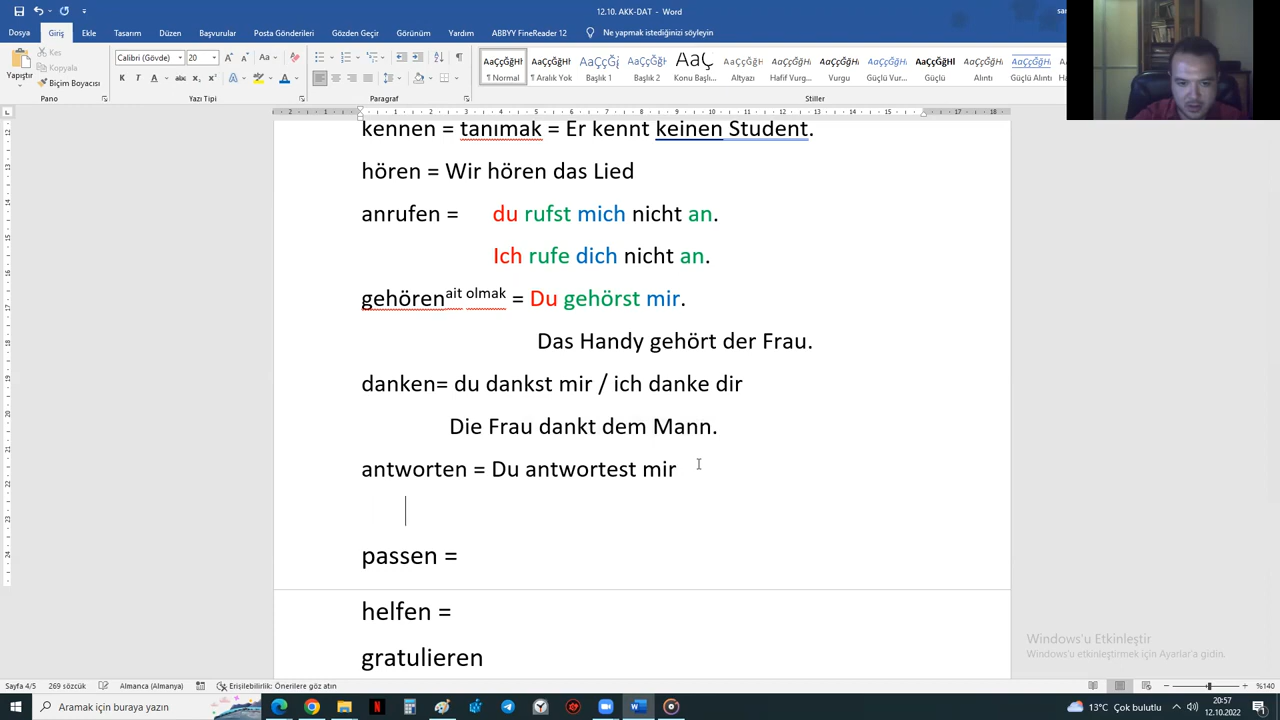 12.10. AKK-DAT - Word
Dosya Giriş Ekle Tasarım Düzen Başvurular Posta Gönderileri Gözden Geçir Görünüm Yardım ABBYY FineReader 12 Ne yapmak istediğinizi söyleyin
Yapıştır
Kes
Kopyala
Biçim Boyacısı
Calibri (Gövde) 20
AaÇçĞğHł AaÇçĞğHł AaÇçĞğ
¶ Normal ¶ Aralık Yok Başlık 1 Başlık 2 Konu Başlı... Altyazı Hafif Vurg... Vurgu Güçlü Vur... Güçlü Alıntı
Pano Yazı Tipi Paragraf Stiller
kennen = tanımak = Er kennt keinen Student.
hören = Wir hören das Lied
anrufen = du rufst mich nicht an.
Ich rufe dich nicht an.
gehören ait olmak = Du gehörst mir.
Das Handy gehört der Frau.
danken= du dankst mir / ich danke dir
Die Frau dankt dem Mann.
antworten = Du antwortest mir
passen =
helfen =
gratulieren
Windows'u Etkinleştir
Windows'u etkinleştirmek için Ayarlar'a gidin.
Sayfa 4/5 269 sözcük Almanca (Almanya) Erişilebilirlik: Önerilere göz atın %140
Aramak için buraya yazın
13°C Çok bulutlu
20:57
12.10.2022